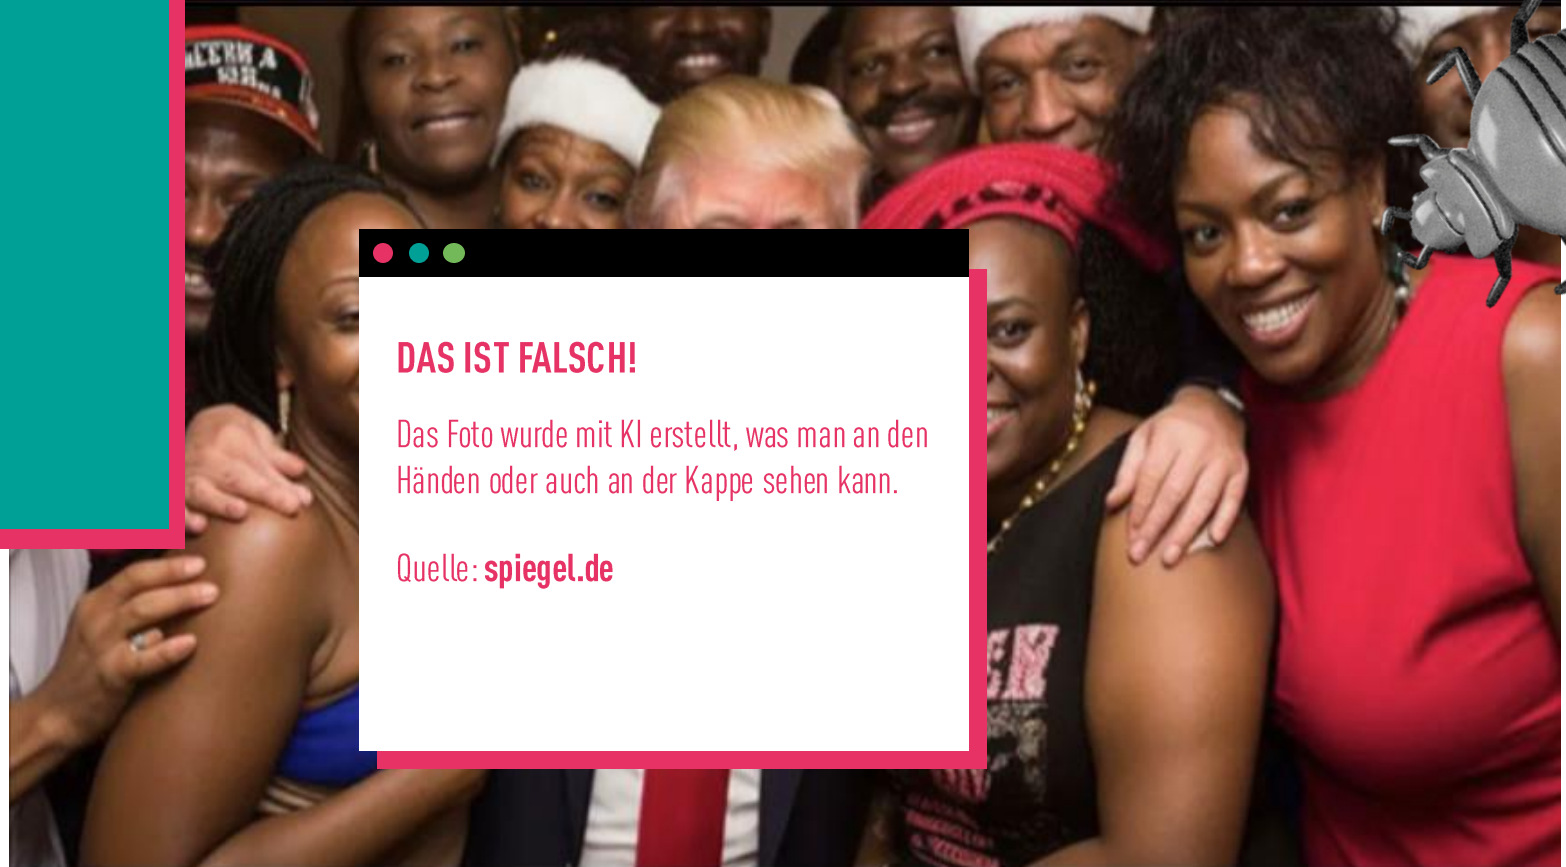 DAS IST FALSCH!
Das Foto wurde mit KI erstellt, was man an den
Händen oder auch an der Kappe sehen kann.
Quelle: spiegel.de